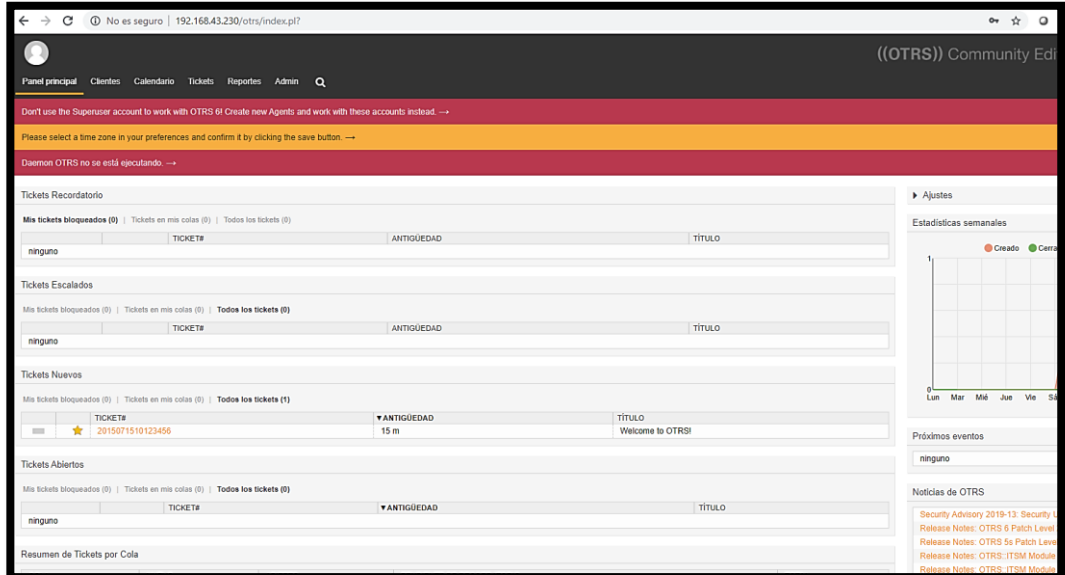 No es seguro | 192.168.43.230/otrs/index.pl?
((OTRS)) Community Edi
Panel principal Clientes Calendario Tickets Reportes Admin
Don't use the Superuser account to work with OTRS 6! Create new Agents and work with these accounts instead. →
Please select a time zone in your preferences and confirm it by clicking the save button. →
Daemon OTRS no se está ejecutando. →
Tickets Recordatorio
Mis tickets bloqueados (0) | Tickets en mis colas (0) | Todos los tickets (0)
TICKET# ANTIGÜEDAD TÍTULO
ninguno
Tickets Escalados
Mis tickets bloqueados (0) | Tickets en mis colas (0) | Todos los tickets (0)
TICKET# ANTIGÜEDAD TÍTULO
ninguno
Tickets Nuevos
Mis tickets bloqueados (0) | Tickets en mis colas (0) | Todos los tickets (1)
TICKET# ▼ANTIGÜEDAD TÍTULO
2015071510123456 15 m Welcome to OTRS!
Tickets Abiertos
Mis tickets bloqueados (0) | Tickets en mis colas (0) | Todos los tickets (0)
TICKET# ▼ANTIGÜEDAD TÍTULO
ninguno
Resumen de Tickets por Cola
Ajustes
Estadísticas semanales
Creado Cerra
1
0
Lun Mar Mié Jue Vie Sá
Próximos eventos
ninguno
Noticias de OTRS
Security Advisory 2019-13: Security U
Release Notes: OTRS 6 Patch Level
Release Notes: OTRS 5s Patch Leve
Release Notes: OTRS::ITSM Module
Release Notes: OTRS::ITSM Module